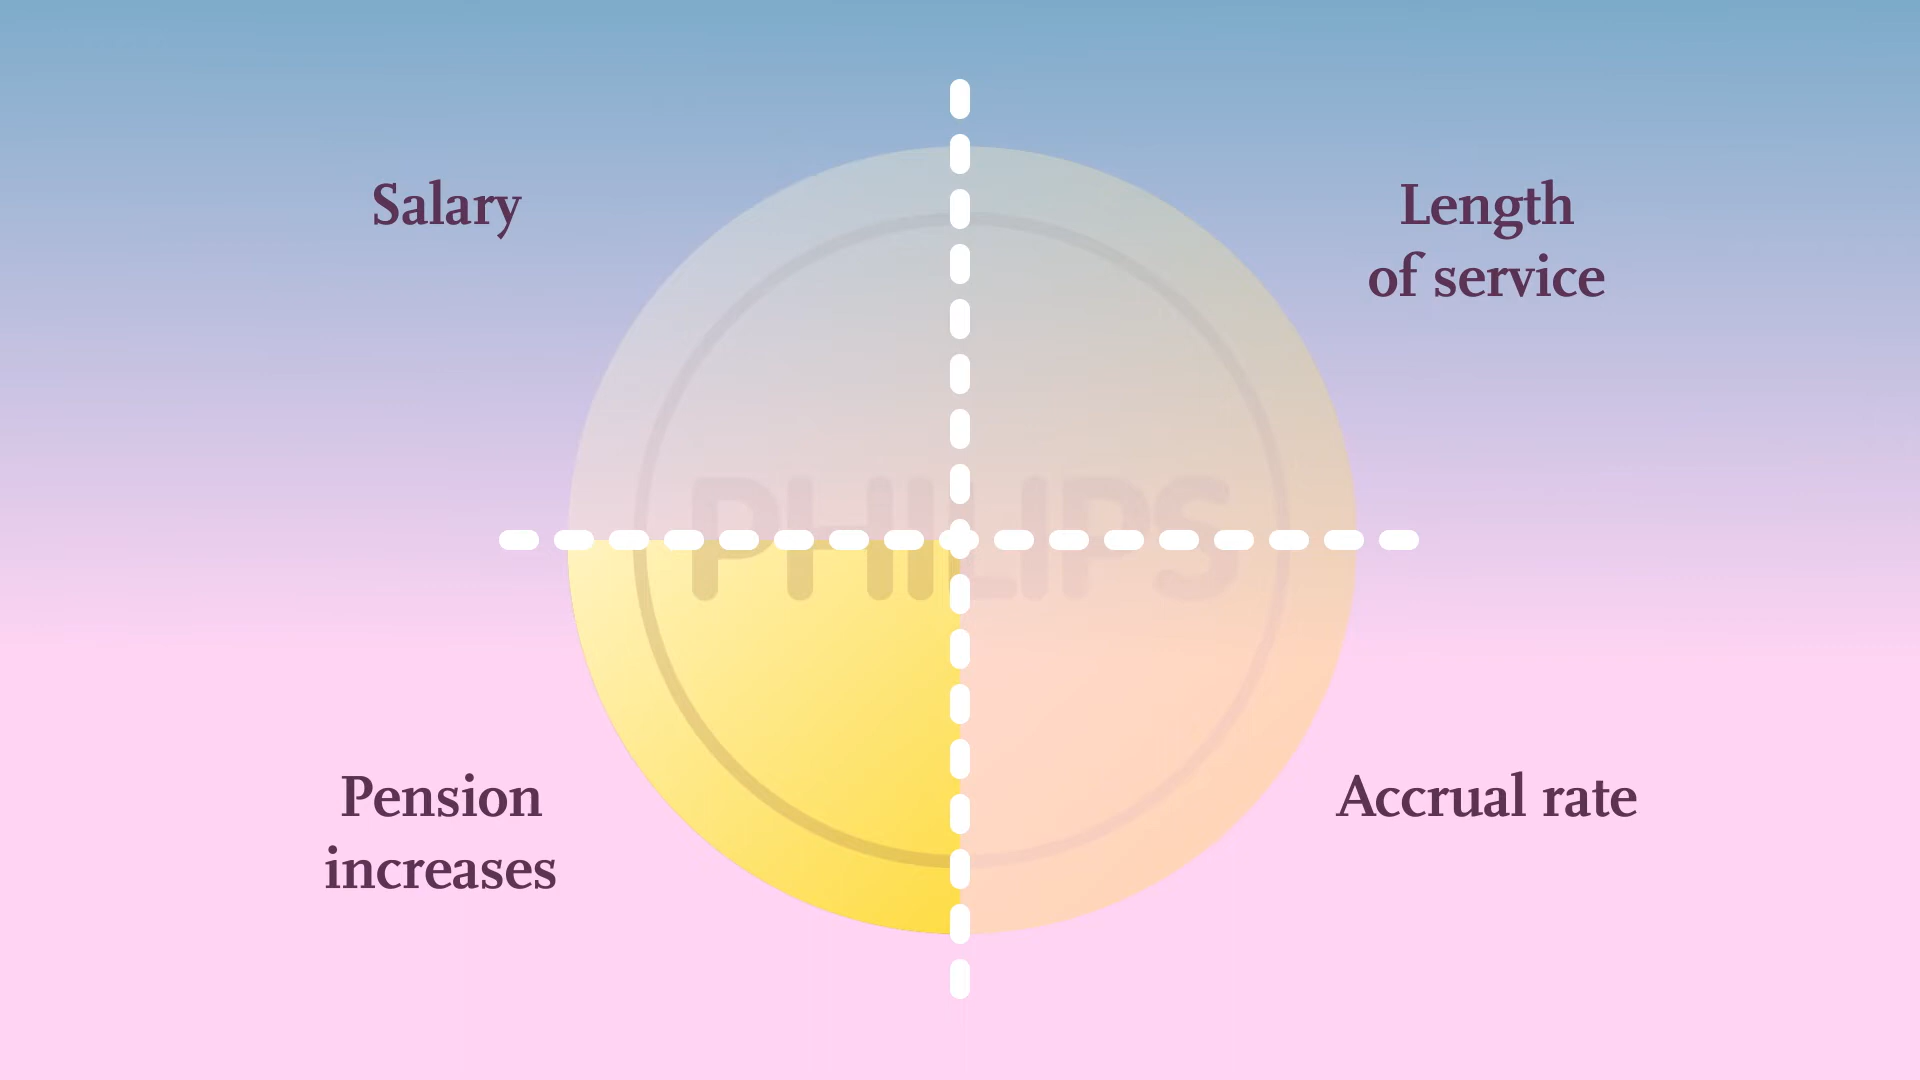 Salary
Length
of service
PHILIPS
Pension
increases
Accrual rate